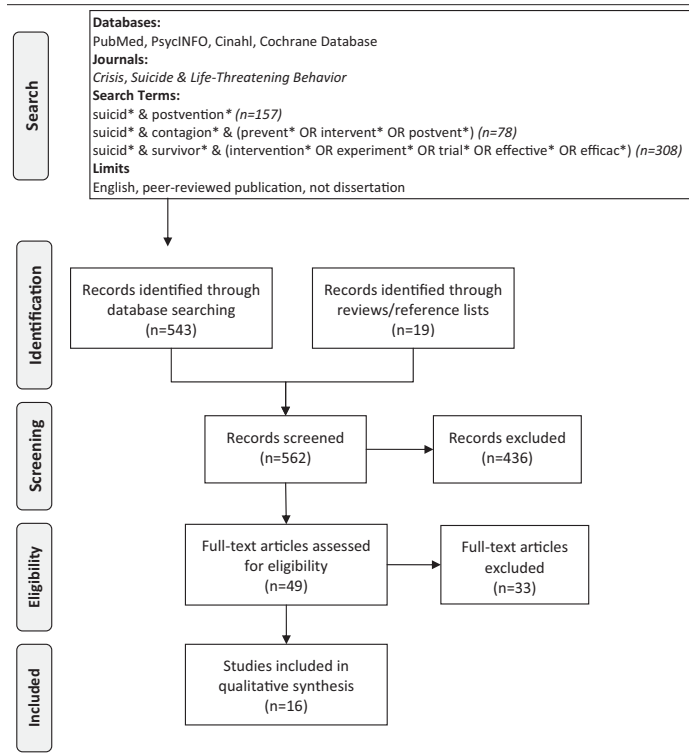 Search
Databases:
PubMed, PsycINFO, Cinahl, Cochrane Database
Journals:
Crisis, Suicide & Life-Threatening Behavior
Search Terms:
suicid* & postvention* (n=157)
suicid* & contagion* & (prevent* OR intervent* OR postvent*) (n=78)
suicid* & survivor* & (intervention* OR experiment* OR trial* OR effective* OR efficac*) (n=308)
Limits
English, peer-reviewed publication, not dissertation
Identification
Records identified through
database searching
(n=543)
Records identified through
reviews/reference lists
(n=19)
Screening
Records screened
(n=562)
Records excluded
(n=436)
Eligibility
Full-text articles assessed
for eligibility
(n=49)
Full-text articles
excluded
(n=33)
Included
Studies included in
qualitative synthesis
(n=16)